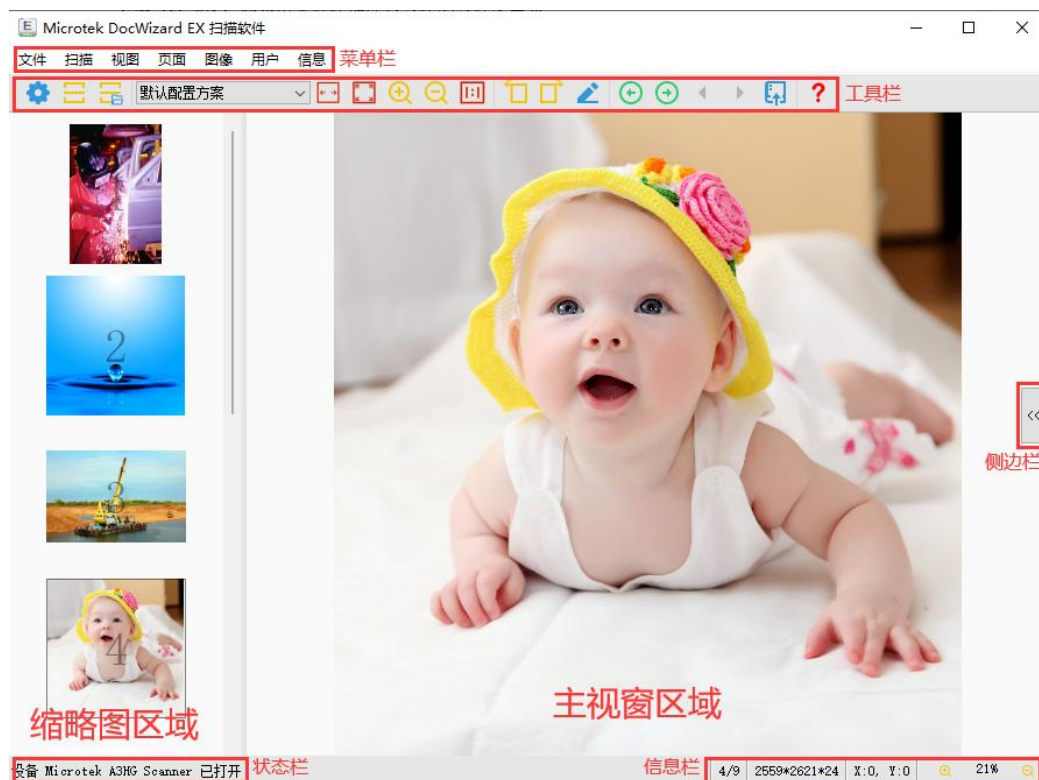 Microtek DocWizard EX 扫描软件
文件 扫描 视图 页面 图像 用户 信息 菜单栏
默认配置方案 1:1 ? 工具栏
2
3
<<
侧边栏
4
主视窗区域
缩略图区域
设备 Microtek A3HG Scanner 已打开 状态栏 信息栏 4/9 2559*2621*24 X:0, Y:0 21%